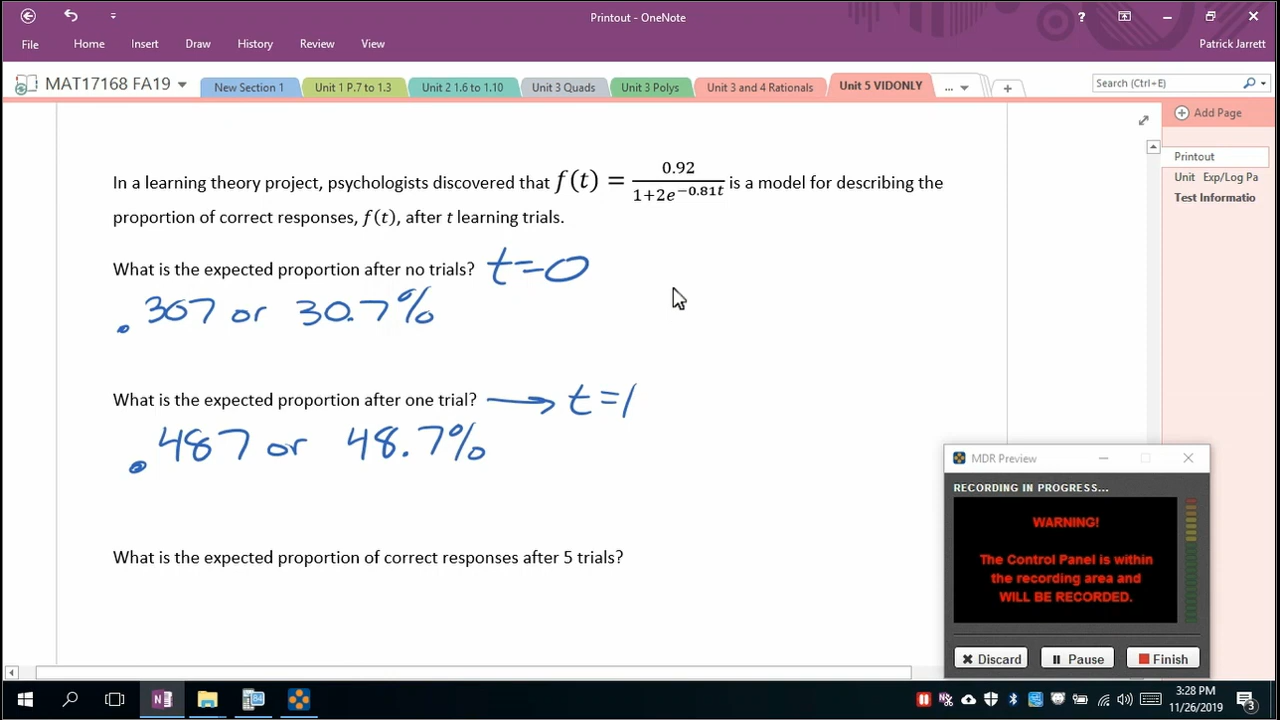 Printout - OneNote
File Home Insert Draw History Review View Patrick Jarrett
MAT17168 FA19 New Section 1 Unit 1 P.7 to 1.3 Unit 2 1.6 to 1.10 Unit 3 Quads Unit 3 Polys Unit 3 and 4 Rationals Unit 5 VIDONLY ... Search (Ctrl+E)
Add Page
Printout
Unit Exp/Log Pa
Test Informatio
In a learning theory project, psychologists discovered that f(t) = 0.92/(1+2e^−0.81t) is a model for describing the
proportion of correct responses, f(t), after t learning trials.
What is the expected proportion after no trials? t=0
.307 or 30.7%
What is the expected proportion after one trial? → t=1
.487 or 48.7%
What is the expected proportion of correct responses after 5 trials?
MDR Preview
RECORDING IN PROGRESS...
WARNING!
The Control Panel is within
the recording area and
WILL BE RECORDED.
Discard Pause Finish
3:28 PM
11/26/2019
3